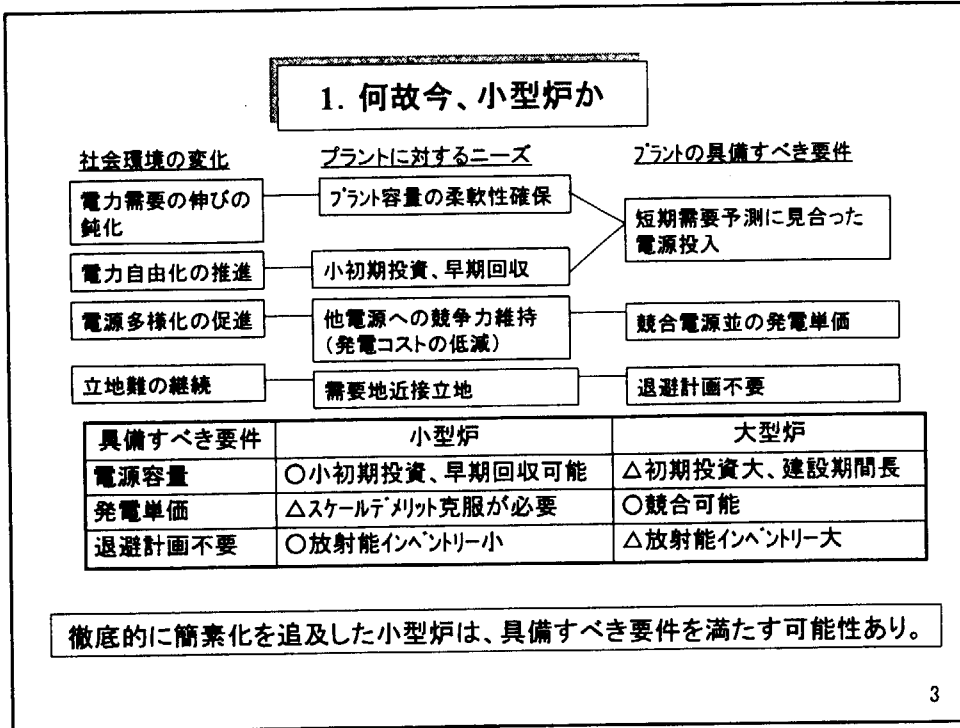 1. 何故今、小型炉か
社会環境の変化
プラントに対するニーズ
プラントの具備すべき要件
電力需要の伸びの
鈍化
プラント容量の柔軟性確保
短期需要予測に見合った
電源投入
電力自由化の推進
小初期投資、早期回収
電源多様化の促進
他電源への競争力維持
(発電コストの低減)
競合電源並の発電単価
立地難の継続
需要地近接立地
退避計画不要
具備すべき要件 小型炉 大型炉
電源容量 ○小初期投資、早期回収可能 △初期投資大、建設期間長
発電単価 △スケールデメリット克服が必要 ○競合可能
退避計画不要 ○放射能インベントリー小 △放射能インベントリー大
徹底的に簡素化を追及した小型炉は、具備すべき要件を満たす可能性あり。
3